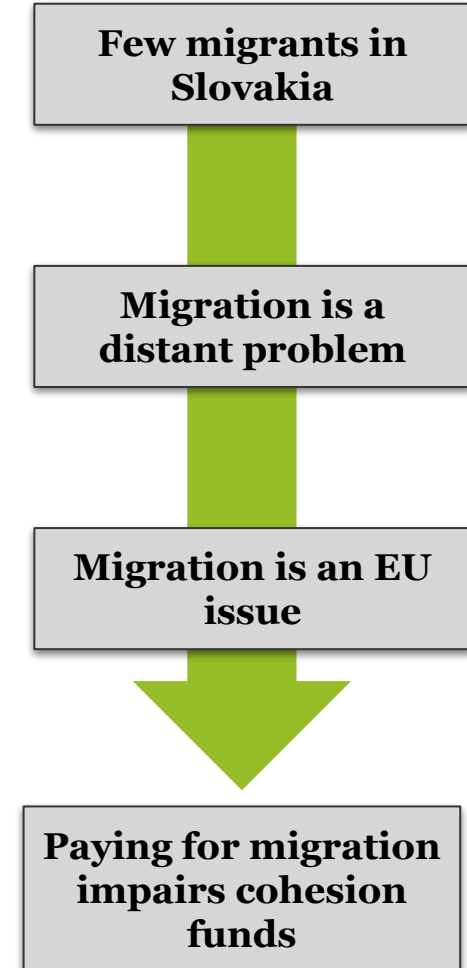 Few migrants in
Slovakia
Migration is a
distant problem
Migration is an EU
issue
Paying for migration
impairs cohesion
funds